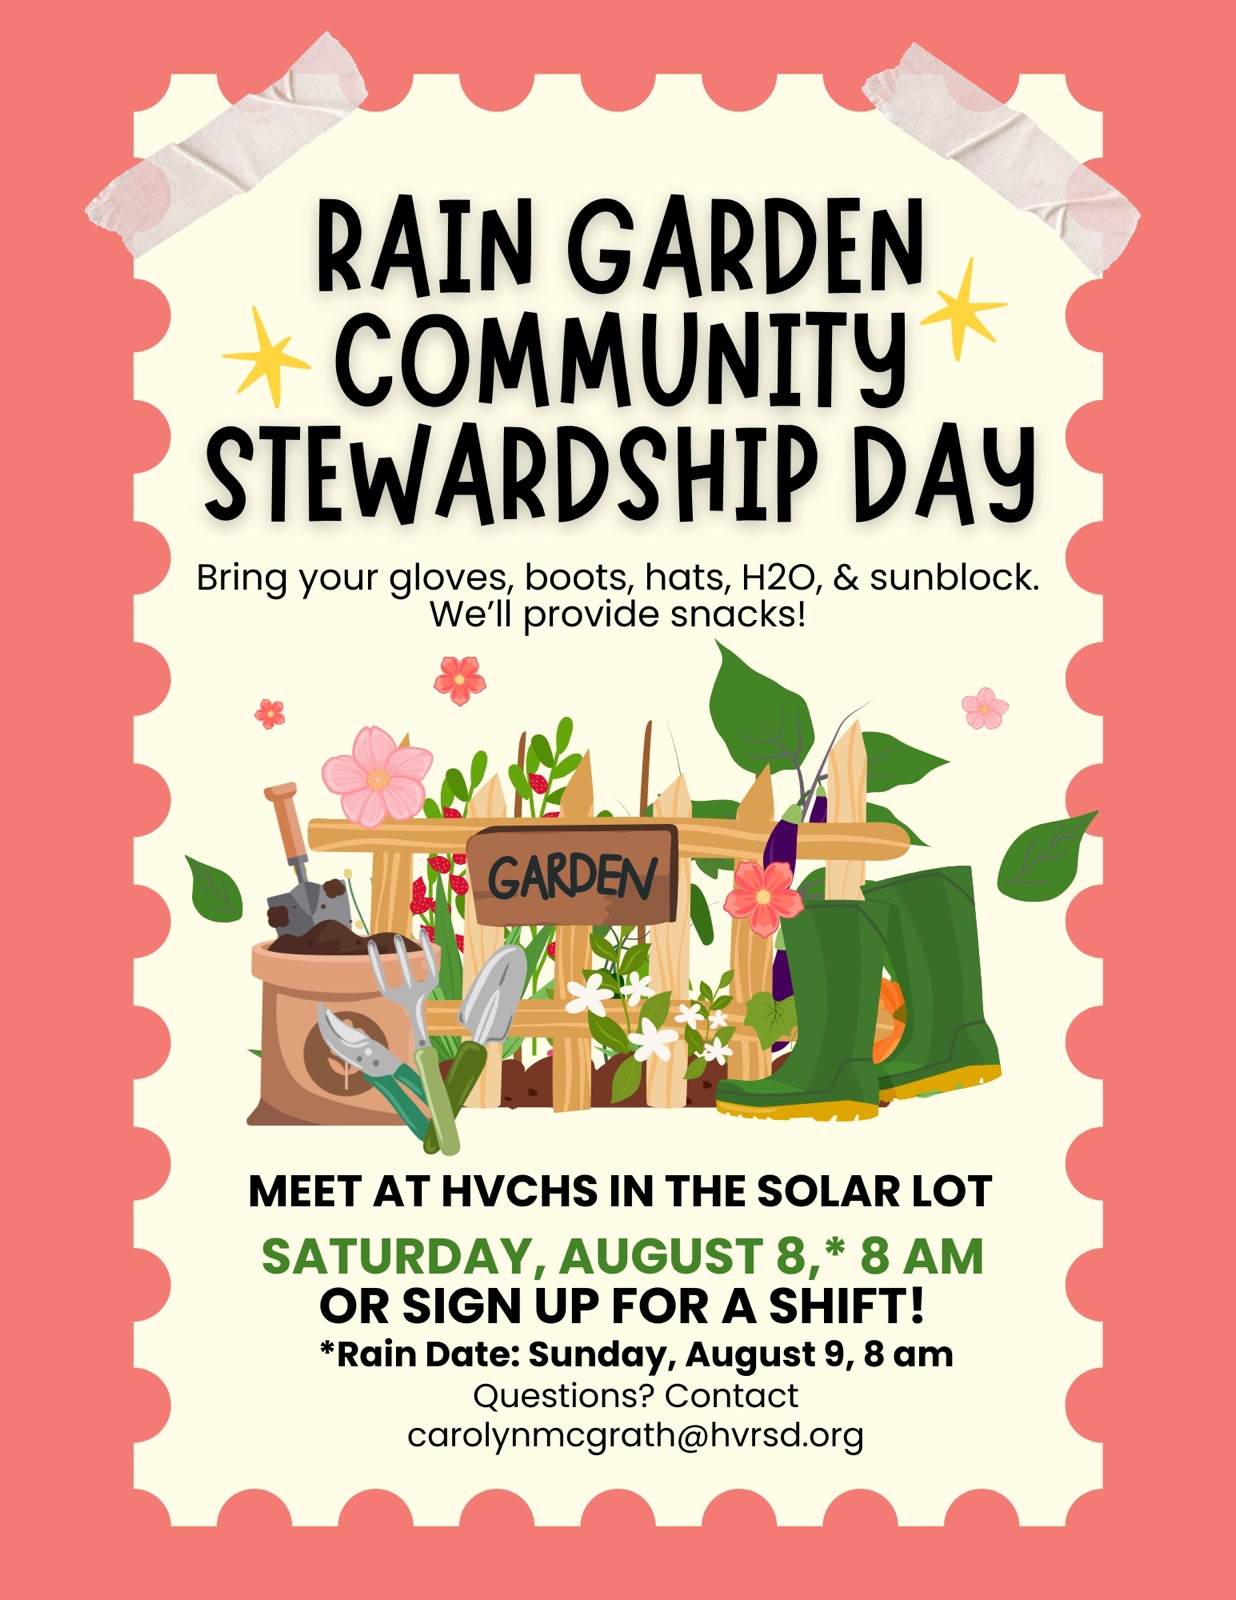 RAIN GARDEN
COMMUNITY
STEWARDSHIP DAY
Bring your gloves, boots, hats, H2O, & sunblock.
We'll provide snacks!
GARDEN
MEET AT HVCHS IN THE SOLAR LOT
SATURDAY, AUGUST 8,* 8 AM
OR SIGN UP FOR A SHIFT!
*Rain Date: Sunday, August 9, 8 am
Questions? Contact
carolynmcgrath@hvrsd.org